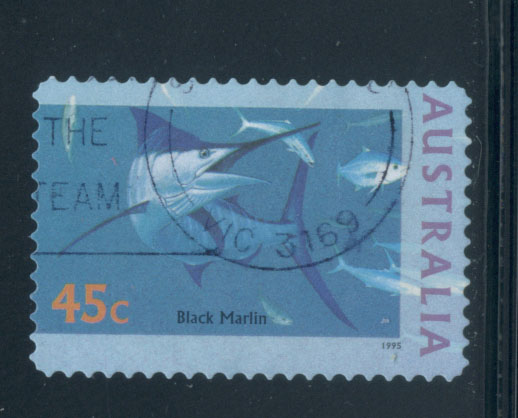 THE
TEAM
VIC 3169
AUSTRALIA
45c
Black Marlin
1995